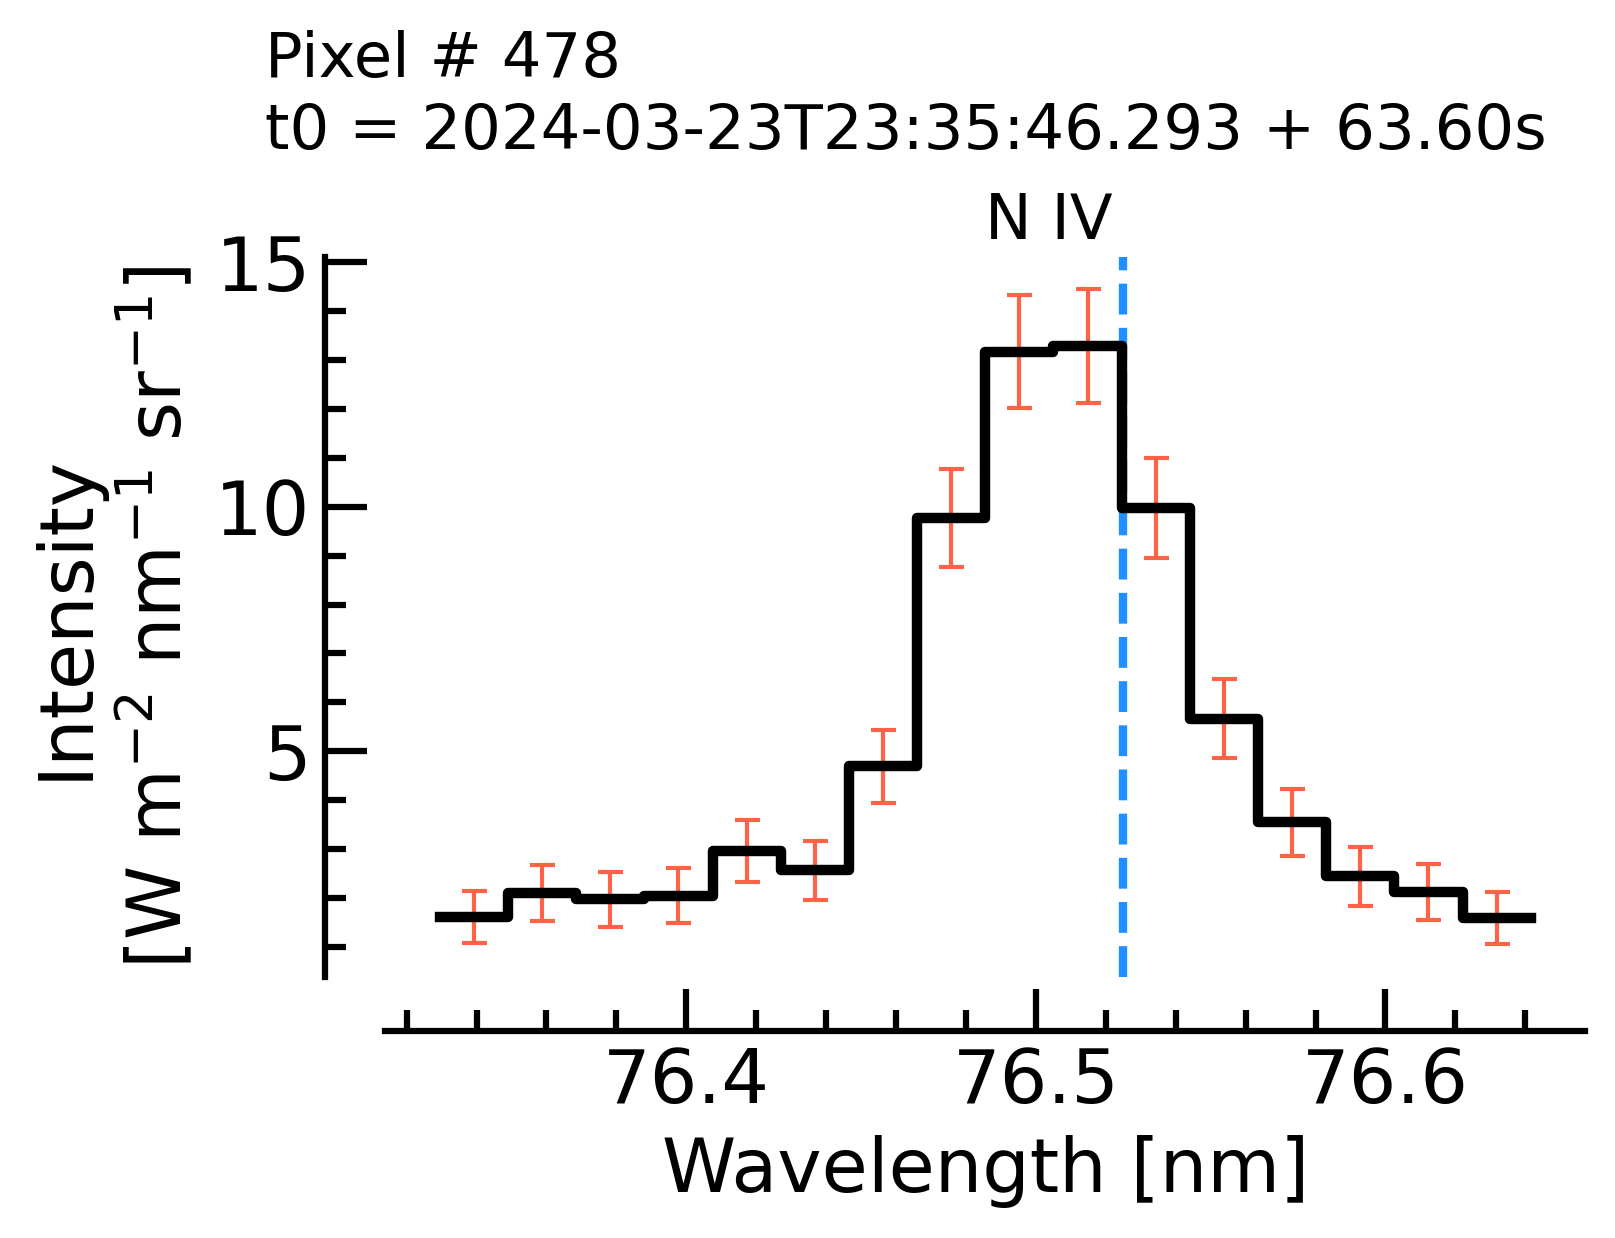 Pixel # 478
t0 = 2024-03-23T23:35:46.293 + 63.60s
N IV
15
10
5
Intensity
[W m⁻² nm⁻¹ sr⁻¹]
76.4 76.5 76.6
Wavelength [nm]